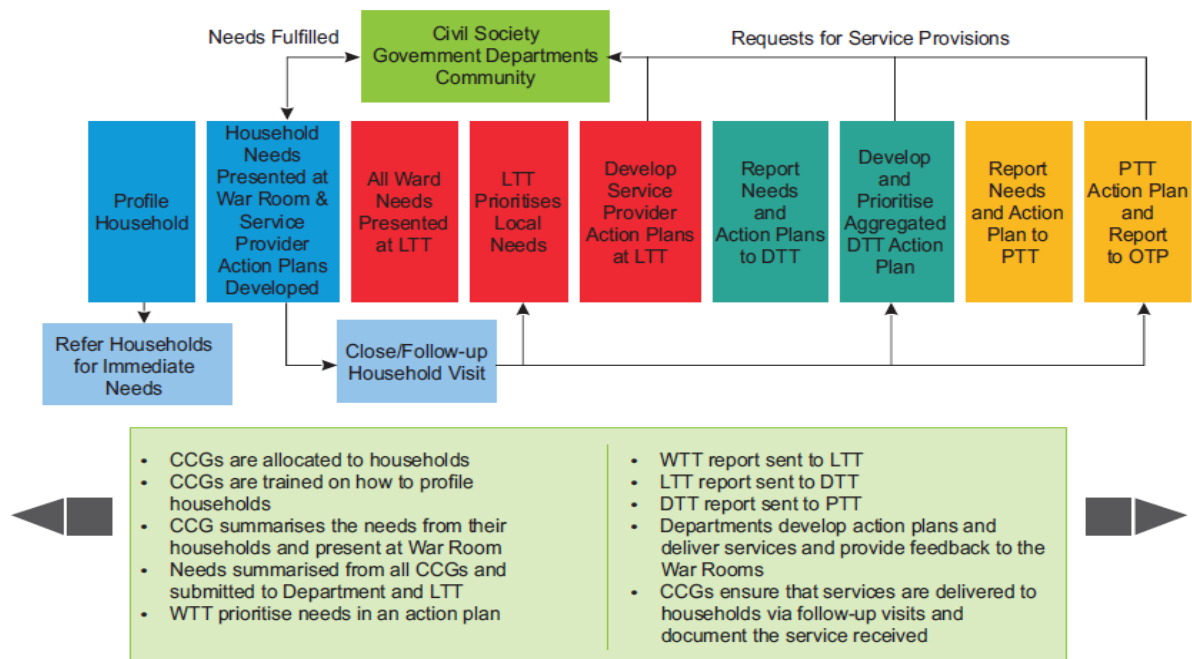 Needs Fulfilled
Civil Society
Government Departments
Community
Requests for Service Provisions
Profile
Household
Household
Needs
Presented at
War Room &
Service
Provider
Action Plans
Developed
All Ward
Needs
Presented
at LTT
LTT
Prioritises
Local
Needs
Develop
Service
Provider
Action Plans
at LTT
Report
Needs
and
Action Plans
to DTT
Develop
and
Prioritise
Aggregated
DTT Action
Plan
Report
Needs
and Action
Plan to
PTT
PTT
Action Plan
and
Report
to OTP
Refer Households
for Immediate
Needs
Close/Follow-up
Household Visit
• CCGs are allocated to households
• CCGs are trained on how to profile
households
• CCG summarises the needs from their
households and present at War Room
• Needs summarised from all CCGs and
submitted to Department and LTT
• WTT prioritise needs in an action plan
• WTT report sent to LTT
• LTT report sent to DTT
• DTT report sent to PTT
• Departments develop action plans and
deliver services and provide feedback to the
War Rooms
• CCGs ensure that services are delivered to
households via follow-up visits and
document the service received